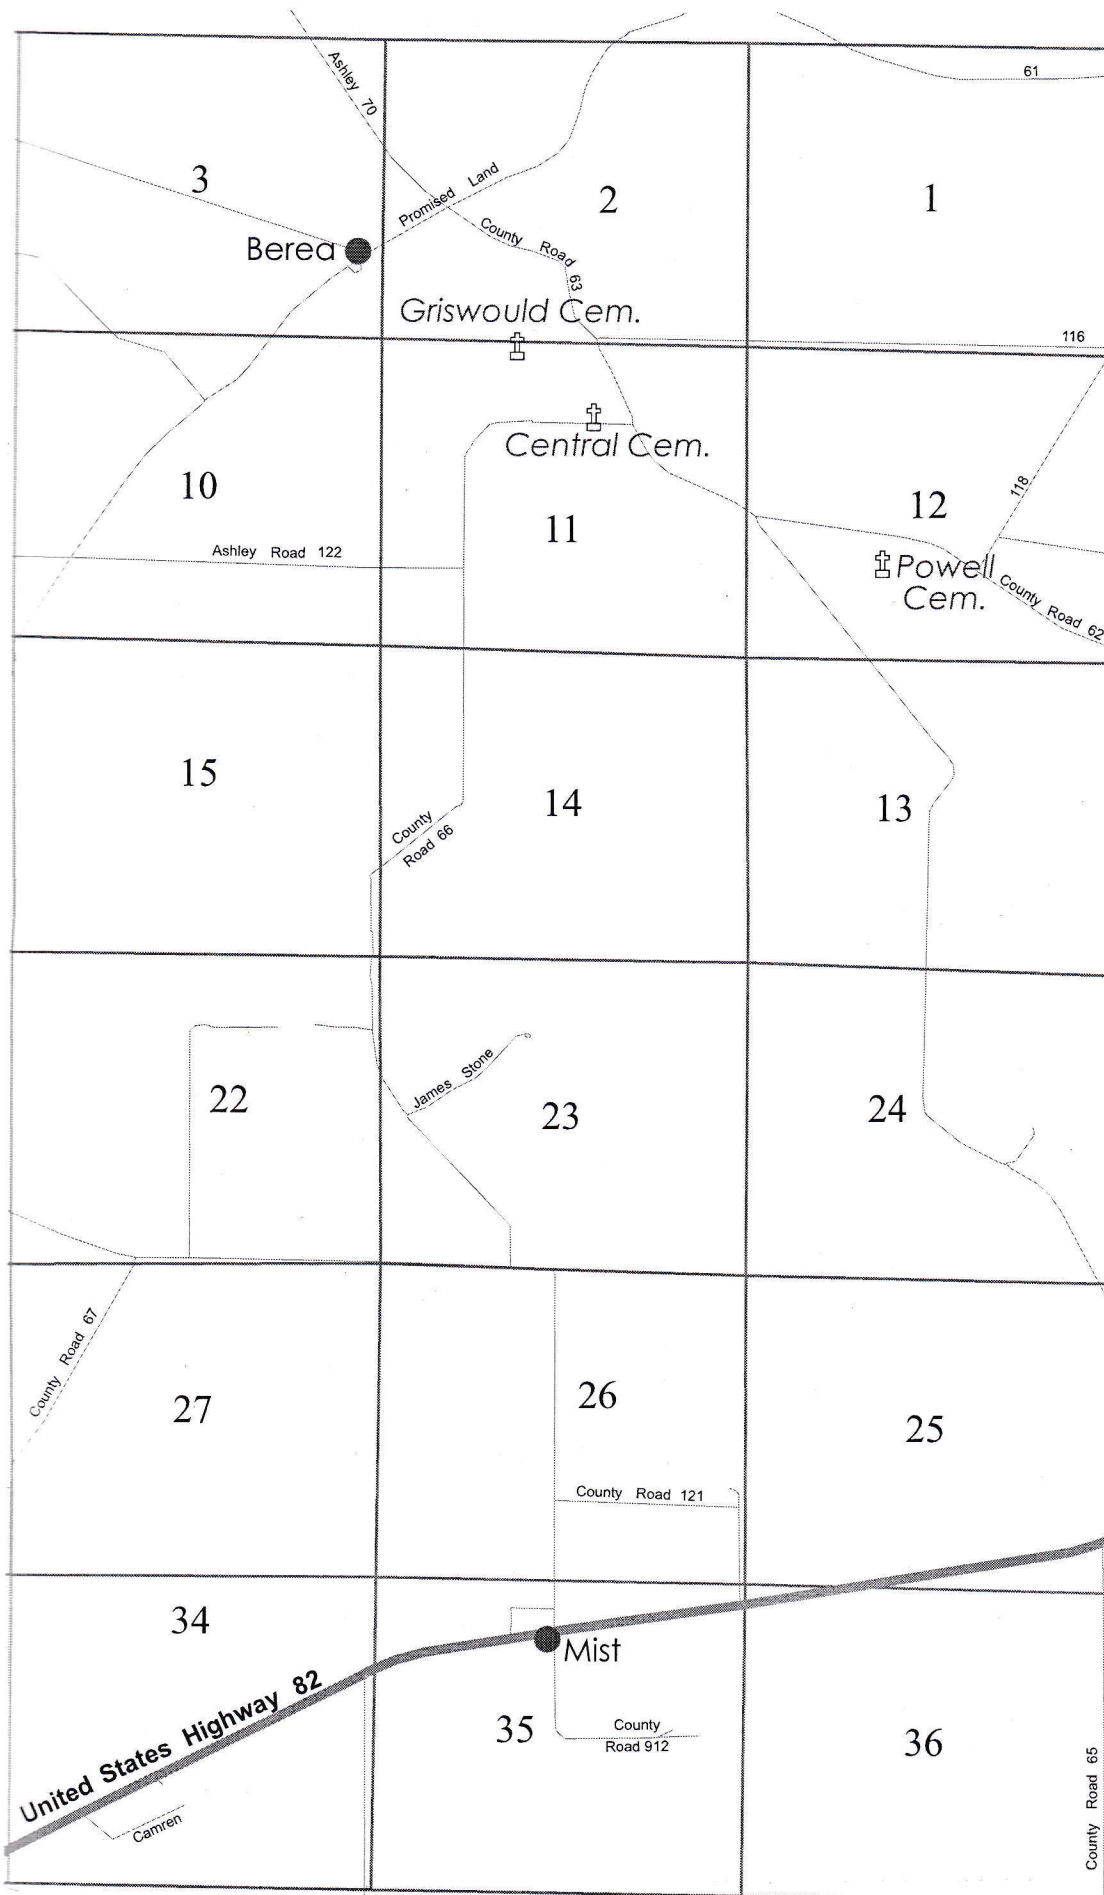 Ashley 70
61
3
Promised Land
2
1
County Road 63
Berea
Griswould Cem.
116
Central Cem.
10
11
12
118
Ashley Road 122
Powell
Cem.
County Road 62
15
14
13
County
Road 66
22
James Stone
23
24
County Road 67
27
26
25
County Road 121
34
Mist
United States Highway 82
35
County
Road 912
36
County Road 65
Camren